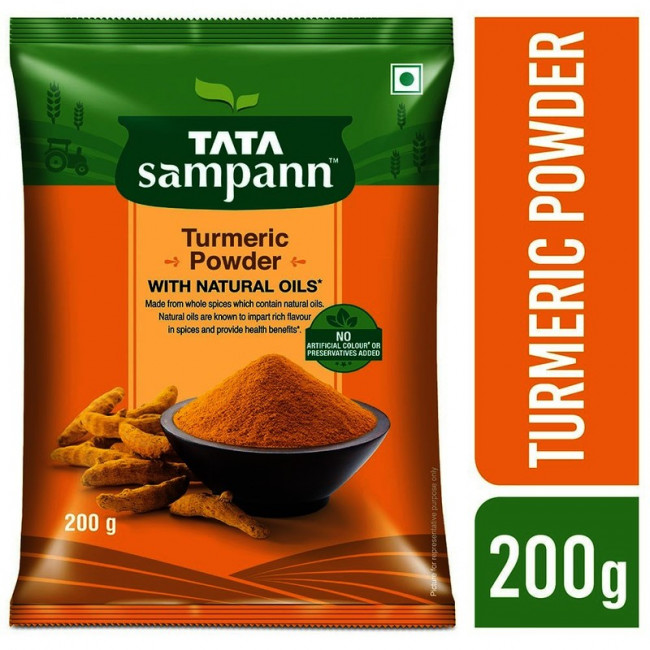 TATA
sampann™
Turmeric
Powder
WITH NATURAL OILS*
Made from whole spices which contain natural oils.
Natural oils are known to impart rich flavour
in spices and provide health benefits*.
NO
ARTIFICIAL COLOUR# OR
PRESERVATIVES ADDED
200 g
Picture for representative purpose only
TURMERIC POWDER
200g